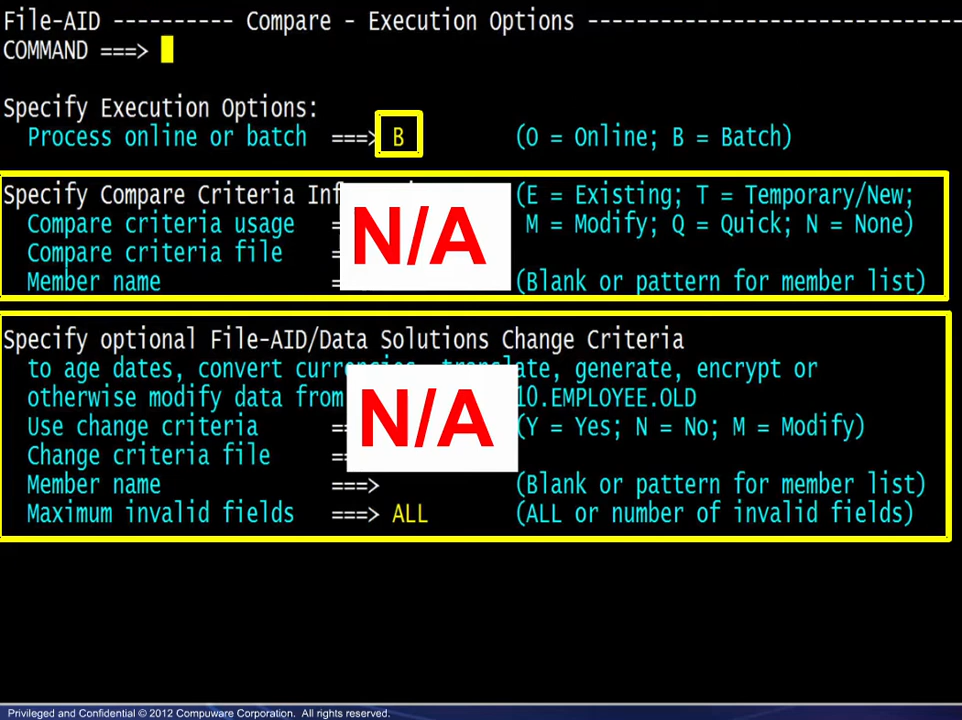 File-AID ---------- Compare - Execution Options -------------------------------
COMMAND ===>
Specify Execution Options:
Process online or batch ===> B (O = Online; B = Batch)
Specify Compare Criteria (E = Existing; T = Temporary/New;
Compare criteria usage M = Modify; Q = Quick; N = None)
Compare criteria file
Member name (Blank or pattern for member list)
N/A
Specify optional File-AID/Data Solutions Change Criteria
to age dates, convert currencies, translate, generate, encrypt or
otherwise modify data from 10.EMPLOYEE.OLD
Use change criteria (Y = Yes; N = No; M = Modify)
Change criteria file
N/A
Member name ===> (Blank or pattern for member list)
Maximum invalid fields ===> ALL (ALL or number of invalid fields)
Privileged and Confidential © 2012 Compuware Corporation. All rights reserved.